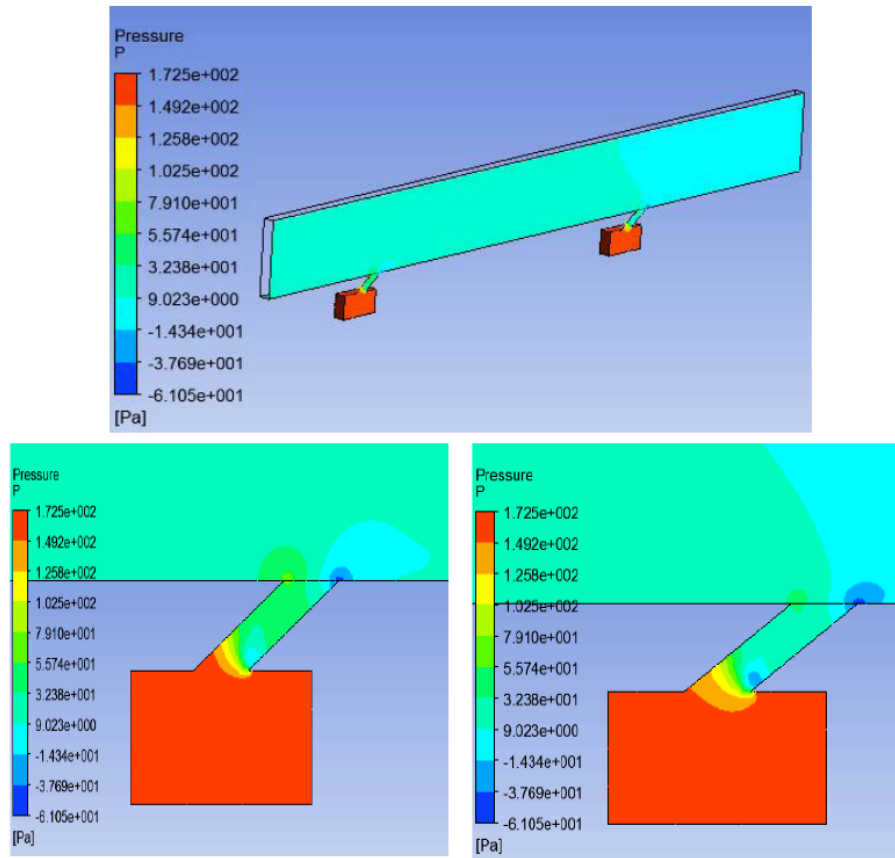 Pressure
P
1.725e+002
1.492e+002
1.258e+002
1.025e+002
7.910e+001
5.574e+001
3.238e+001
9.023e+000
-1.434e+001
-3.769e+001
-6.105e+001
[Pa]
Pressure
P
1.725e+002
1.492e+002
1.258e+002
1.025e+002
7.910e+001
5.574e+001
3.238e+001
9.023e+000
-1.434e+001
-3.769e+001
-6.105e+001
[Pa]
Pressure
P
1.725e+002
1.492e+002
1.258e+002
1.025e+002
7.910e+001
5.574e+001
3.238e+001
9.023e+000
-1.434e+001
-3.769e+001
-6.105e+001
[Pa]